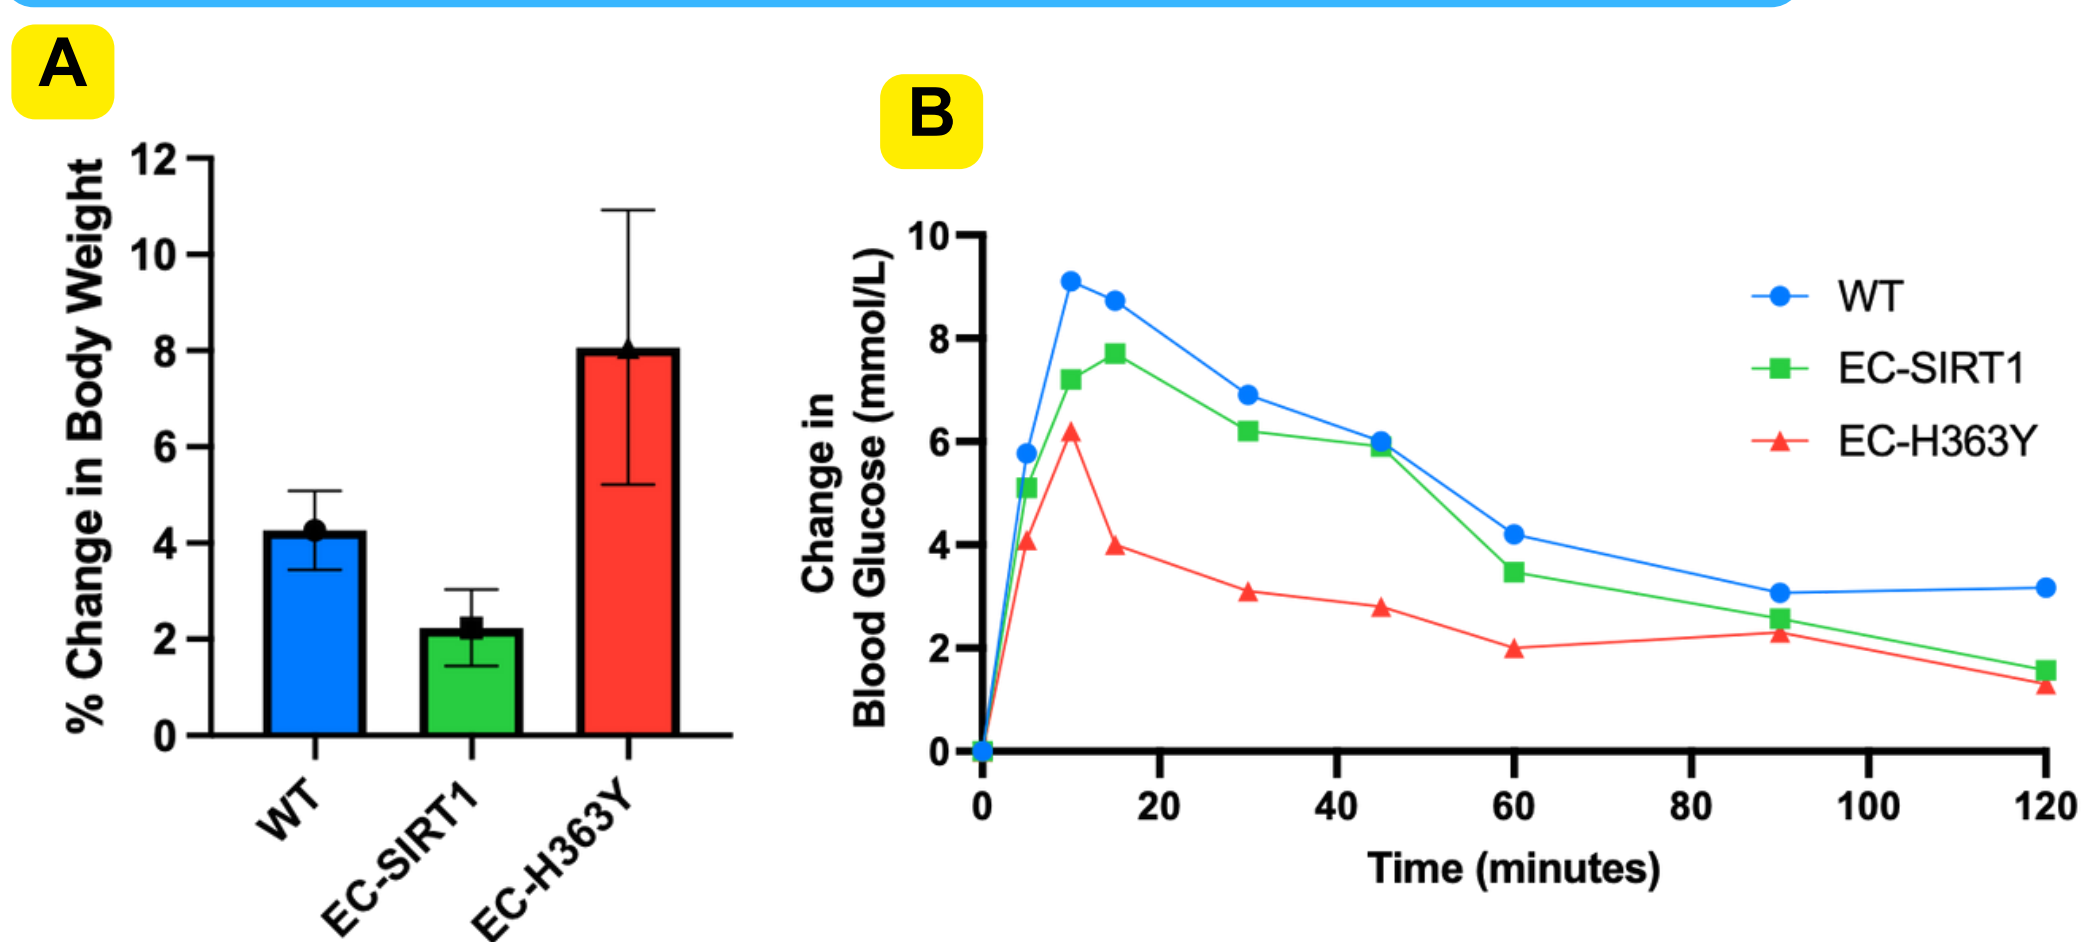 A
% Change in Body Weight
12
10
8
6
4
2
0
WT
EC-SIRT1
EC-H363Y
B
Change in
Blood Glucose (mmol/L)
10
8
6
4
2
0
0 20 40 60 80 100 120
Time (minutes)
WT
EC-SIRT1
EC-H363Y